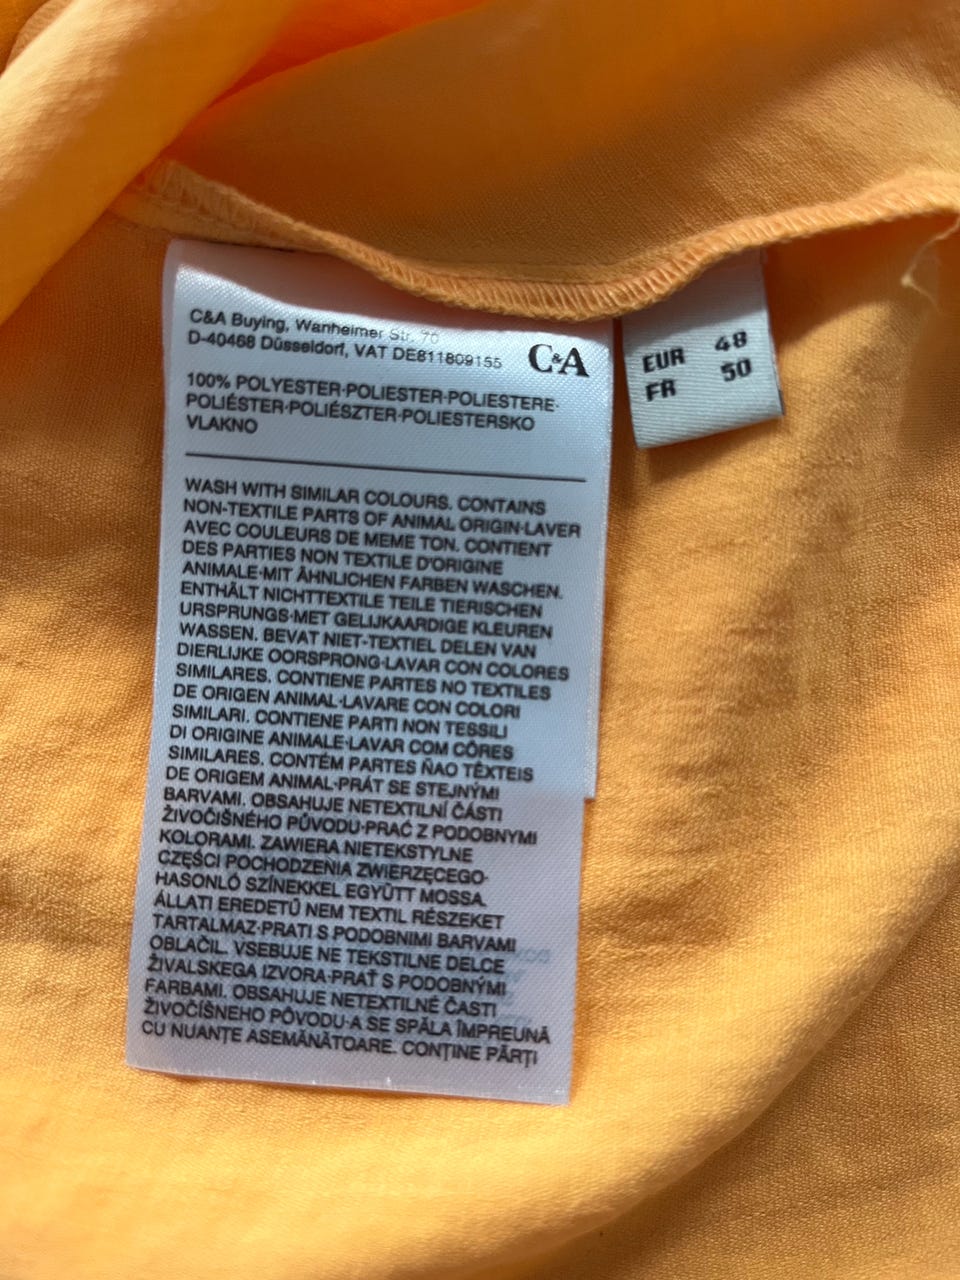 C&A Buying, Wanheimer Str. 70
D-40468 Düsseldorf, VAT DE811809155
C&A
100% POLYESTER·POLIESTER·POLIESTERE·
POLIÉSTER·POLIÉSZTER·POLIESTERSKO
VLAKNO
WASH WITH SIMILAR COLOURS. CONTAINS
NON-TEXTILE PARTS OF ANIMAL ORIGIN·LAVER
AVEC COULEURS DE MEME TON. CONTIENT
DES PARTIES NON TEXTILE D'ORIGINE
ANIMALE·MIT ÄHNLICHEN FARBEN WASCHEN.
ENTHÄLT NICHTTEXTILE TEILE TIERISCHEN
URSPRUNGS·MET GELIJKAARDIGE KLEUREN
WASSEN. BEVAT NIET-TEXTIEL DELEN VAN
DIERLIJKE OORSPRONG·LAVAR CON COLORES
SIMILARES. CONTIENE PARTES NO TEXTILES
DE ORIGEN ANIMAL·LAVARE CON COLORI
SIMILARI. CONTIENE PARTI NON TESSILI
DI ORIGINE ANIMALE·LAVAR COM CÔRES
SIMILARES. CONTÉM PARTES ÑAO TÊXTEIS
DE ORIGEM ANIMAL·PRÁT SE STEJNÝMI
BARVAMI. OBSAHUJE NETEXTILNÍ ČÁSTI
ŽIVOČIŠNÉHO PŮVODU·PRAĆ Z PODOBNYMI
KOLORAMI. ZAWIERA NIETEKSTYLNE
CZĘŚCI POCHODZEŃIA ZWIERZĘCEGO·
HASONLÓ SZÍNEKKEL EGYÜTT MOSSA.
ÁLLATI EREDETŰ NEM TEXTIL RÉSZEKET
TARTALMAZ·PRATI S PODOBNIMI BARVAMI
OBLAČIL. VSEBUJE NE TEKSTILNE DELCE
ŽIVALSKEGA IZVORA·PRAŤ S PODOBNÝMI
FARBAMI. OBSAHUJE NETEXTILNÉ ČASTI
ŽIVOČÍŠNEHO PÔVODU·A SE SPĂLA ÎMPREUNĂ
CU NUANȚE ASEMĂNĂTOARE. CONȚINE PĂRȚI
EUR 48
FR 50